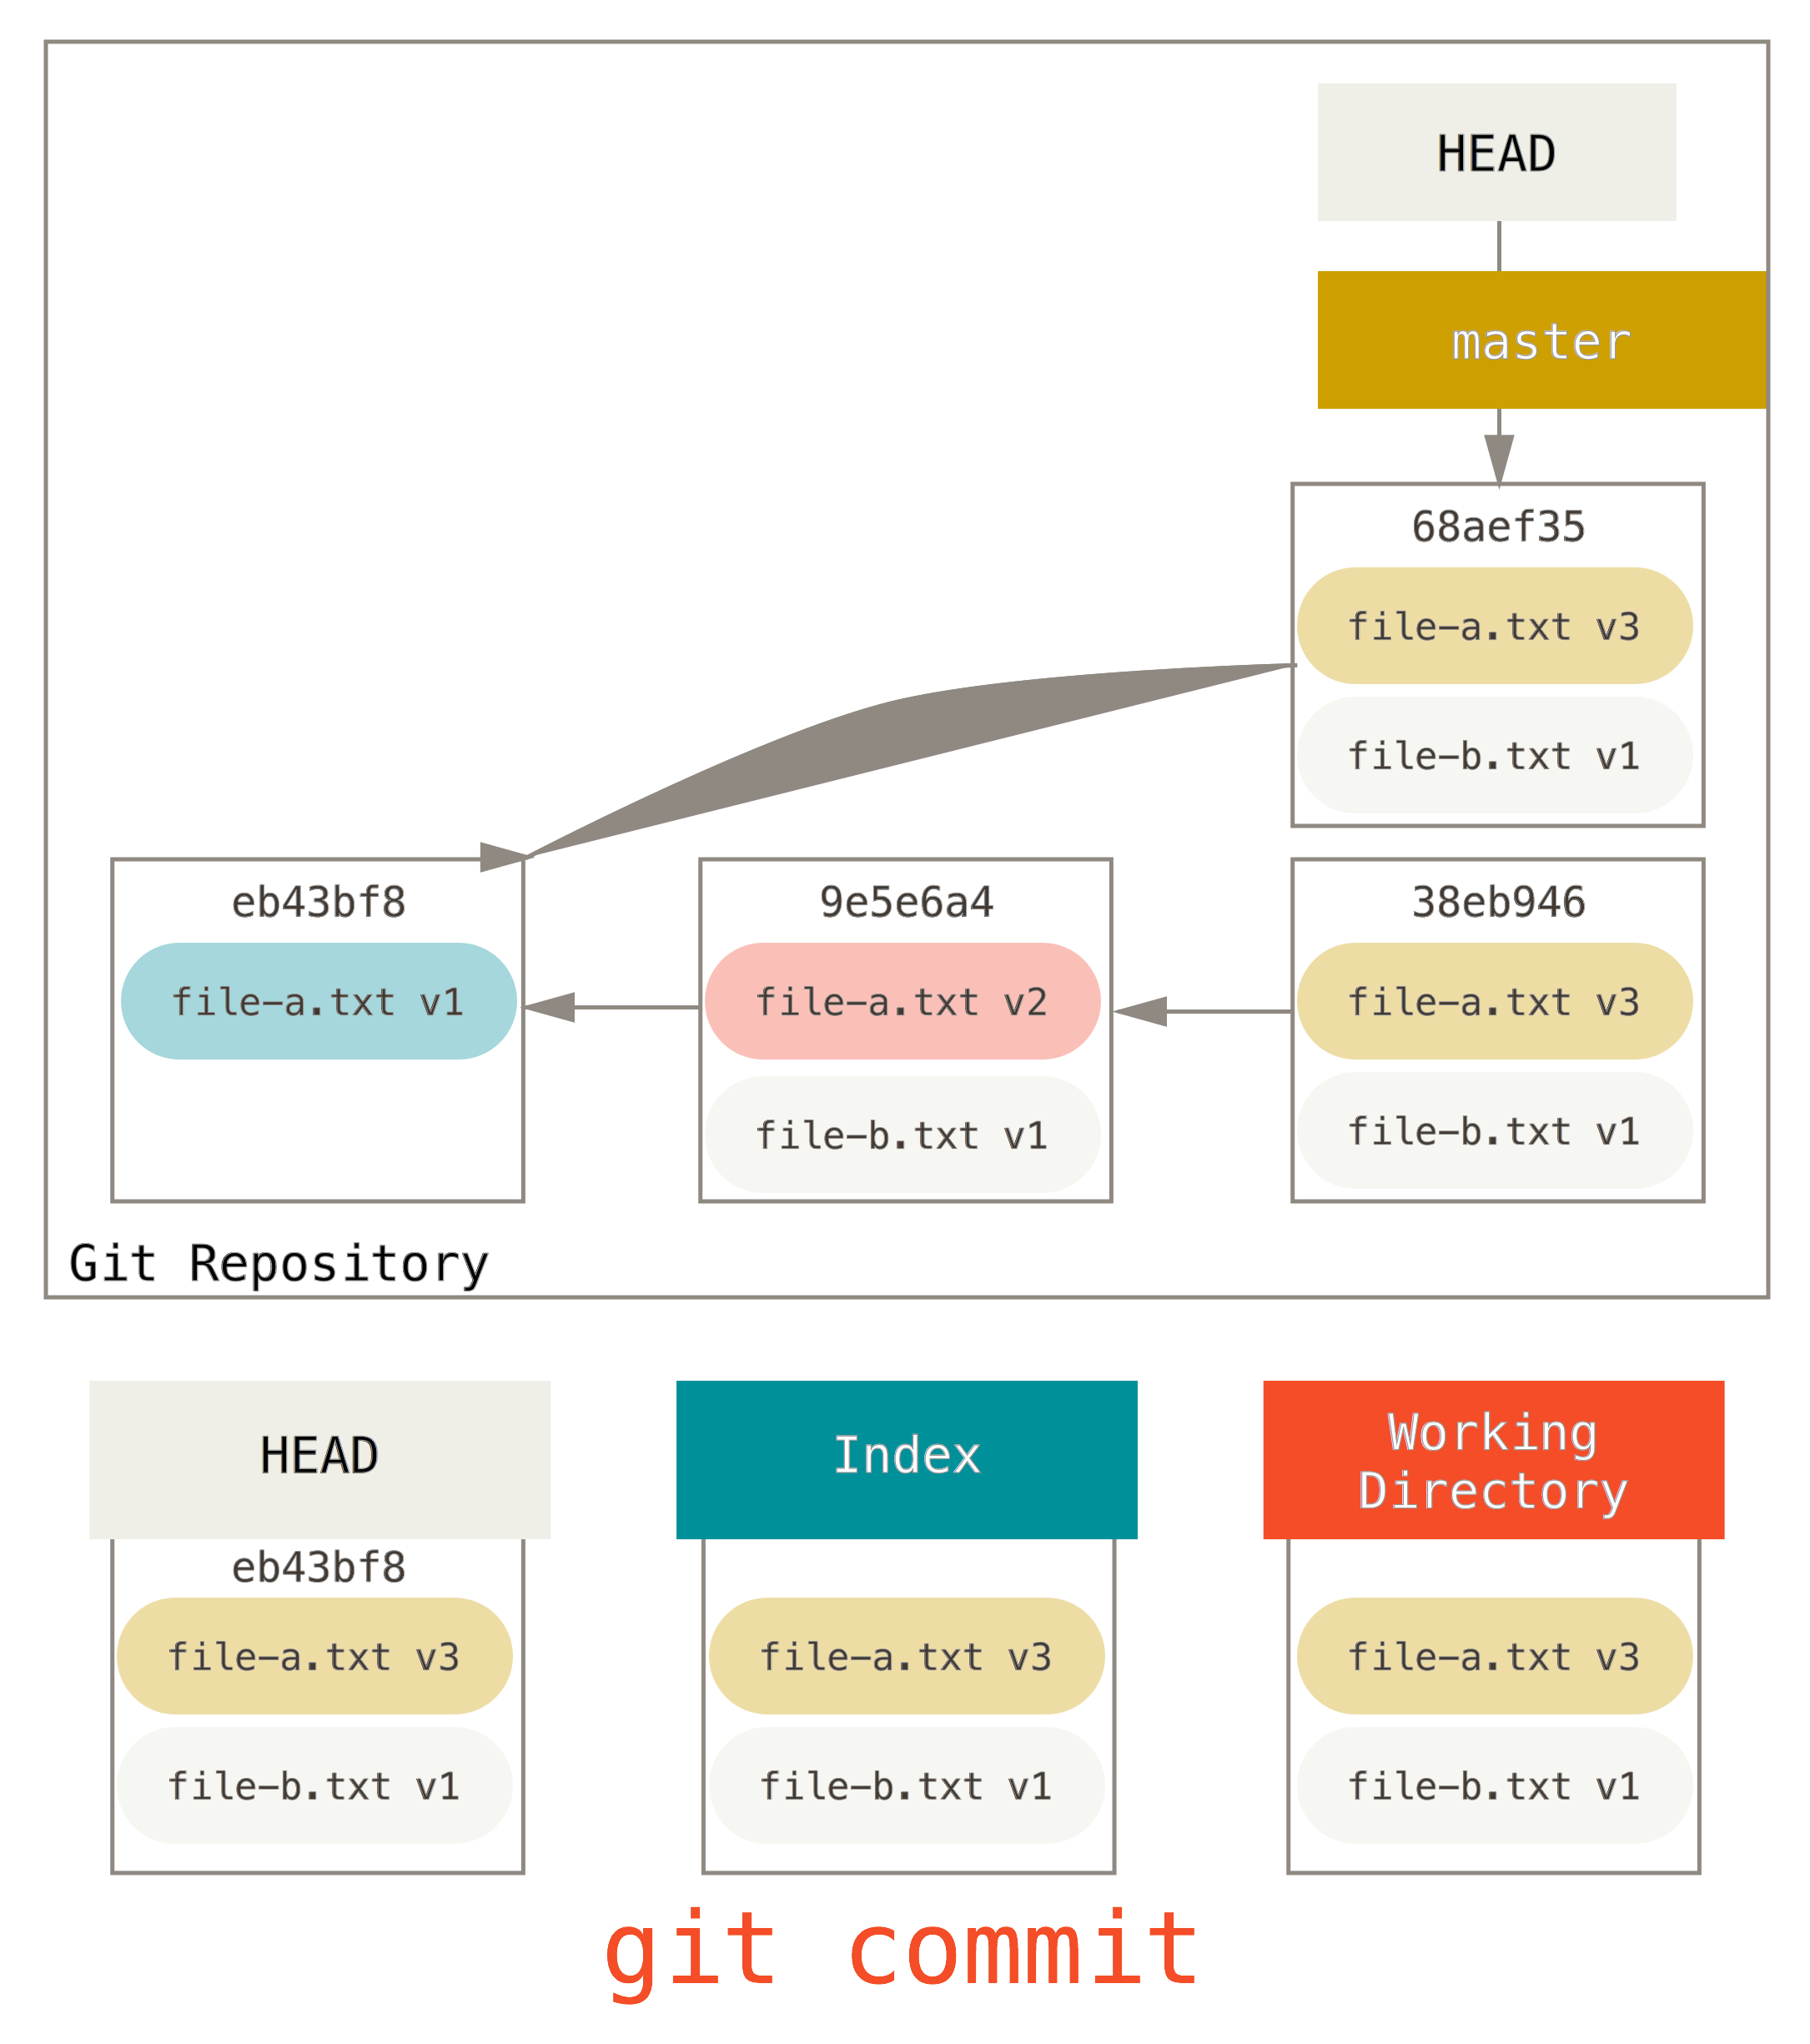 HEAD
master
68aef35
file-a.txt v3
file-b.txt v1
eb43bf8
file-a.txt v1
9e5e6a4
file-a.txt v2
file-b.txt v1
38eb946
file-a.txt v3
file-b.txt v1
Git Repository
HEAD
eb43bf8
file-a.txt v3
file-b.txt v1
Index
file-a.txt v3
file-b.txt v1
Working
Directory
file-a.txt v3
file-b.txt v1
git commit